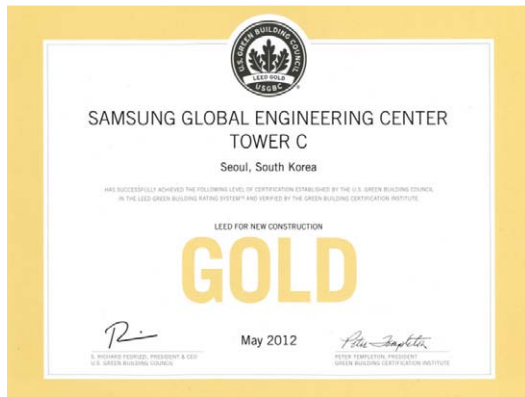 U.S. GREEN BUILDING COUNCIL
LEED GOLD
USGBC
SAMSUNG GLOBAL ENGINEERING CENTER
TOWER C
Seoul, South Korea
HAS SUCCESSFULLY ACHIEVED THE FOLLOWING LEVEL OF CERTIFICATION ESTABLISHED BY THE U.S. GREEN BUILDING COUNCIL
IN THE LEED GREEN BUILDING RATING SYSTEM™ AND VERIFIED BY THE GREEN BUILDING CERTIFICATION INSTITUTE.
LEED FOR NEW CONSTRUCTION
GOLD
May 2012
Peter Templeton
S. RICHARD FEDRIZZI, PRESIDENT & CEO
U.S. GREEN BUILDING COUNCIL
PETER TEMPLETON, PRESIDENT
GREEN BUILDING CERTIFICATION INSTITUTE